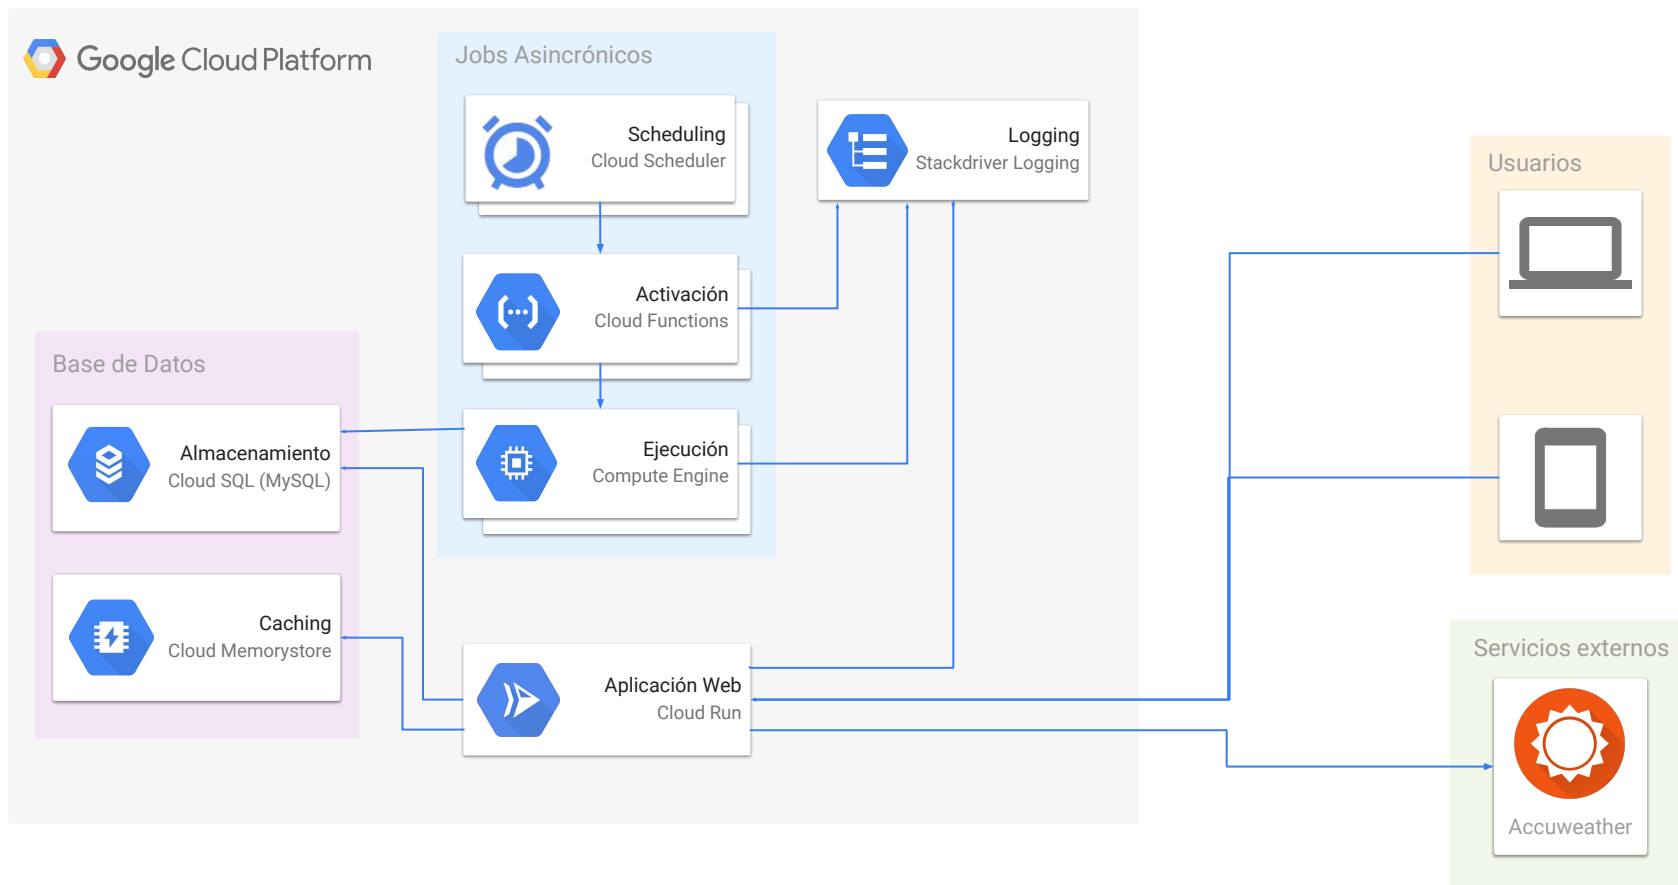 Google Cloud Platform
Jobs Asincrónicos
Scheduling
Cloud Scheduler
Logging
Stackdriver Logging
Usuarios
Activación
Cloud Functions
Base de Datos
Almacenamiento
Cloud SQL (MySQL)
Ejecución
Compute Engine
Caching
Cloud Memorystore
Aplicación Web
Cloud Run
Servicios externos
Accuweather